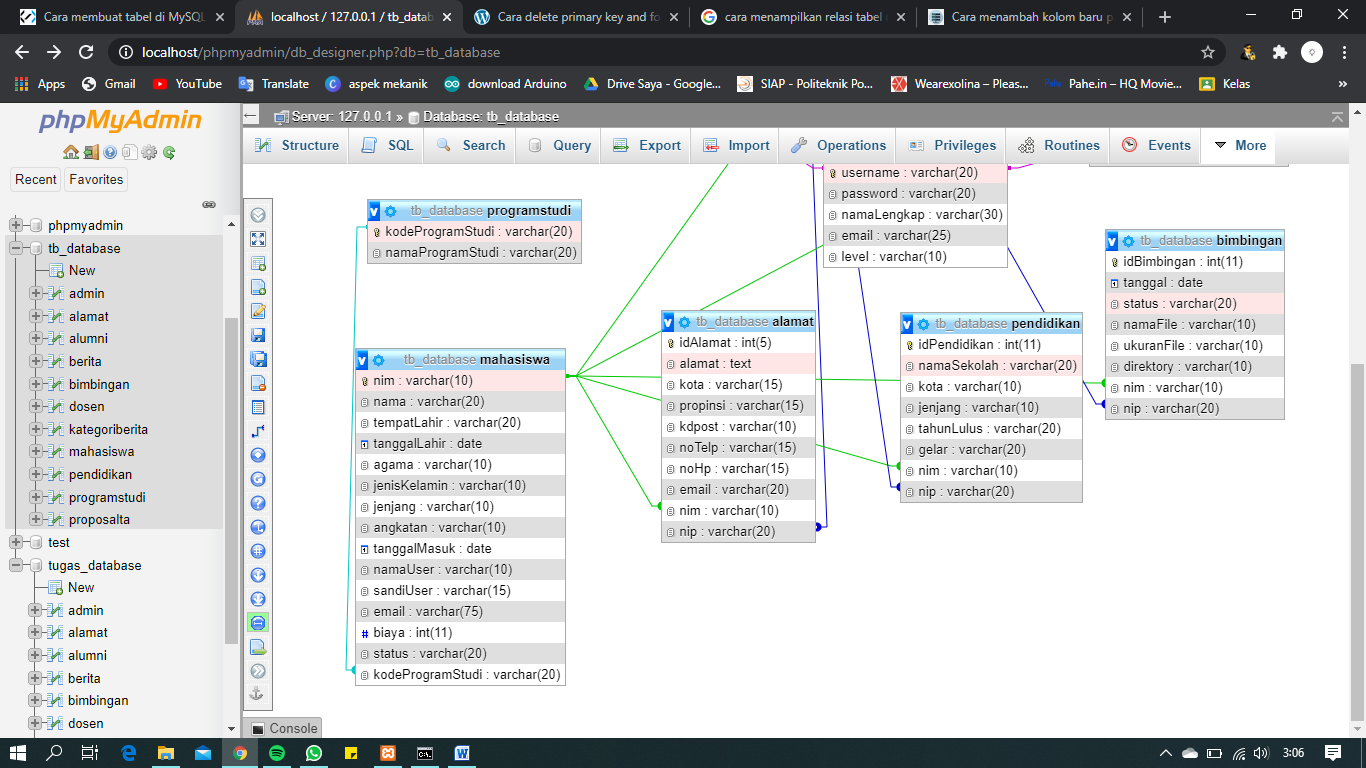 Cara membuat tabel di MySQL
localhost / 127.0.0.1 / tb_datab
Cara delete primary key and fo
cara menampilkan relasi tabel
Cara menambah kolom baru p
localhost/phpmyadmin/db_designer.php?db=tb_database
Apps
Gmail
YouTube
Translate
aspek mekanik
download Arduino
Drive Saya - Google...
SIAP - Politeknik Po...
Wearexolina – Pleas...
Pahe.in – HQ Movie...
Kelas
phpMyAdmin
Recent
Favorites
phpmyadmin
tb_database
New
admin
alamat
alumni
berita
bimbingan
dosen
kategoriberita
mahasiswa
pendidikan
programstudi
proposalta
test
tugas_database
New
admin
alamat
alumni
berita
bimbingan
dosen
Server: 127.0.0.1 » Database: tb_database
Structure
SQL
Search
Query
Export
Import
Operations
Privileges
Routines
Events
More
tb_database programstudi
kodeProgramStudi : varchar(20)
namaProgramStudi : varchar(20)
tb_database mahasiswa
nim : varchar(10)
nama : varchar(20)
tempatLahir : varchar(20)
tanggalLahir : date
agama : varchar(10)
jenisKelamin : varchar(10)
jenjang : varchar(10)
angkatan : varchar(10)
tanggalMasuk : date
namaUser : varchar(10)
sandiUser : varchar(15)
email : varchar(75)
# biaya : int(11)
status : varchar(20)
kodeProgramStudi : varchar(20)
tb_database alamat
idAlamat : int(5)
alamat : text
kota : varchar(15)
propinsi : varchar(15)
kdpost : varchar(10)
noTelp : varchar(15)
noHp : varchar(15)
email : varchar(20)
nim : varchar(10)
nip : varchar(20)
username : varchar(20)
password : varchar(20)
namaLengkap : varchar(30)
email : varchar(25)
level : varchar(10)
tb_database pendidikan
idPendidikan : int(11)
namaSekolah : varchar(20)
kota : varchar(10)
jenjang : varchar(10)
tahunLulus : varchar(20)
gelar : varchar(20)
nim : varchar(10)
nip : varchar(20)
tb_database bimbingan
idBimbingan : int(11)
tanggal : date
status : varchar(20)
namaFile : varchar(10)
ukuranFile : varchar(10)
direktory : varchar(10)
nim : varchar(10)
nip : varchar(20)
Console
3:06